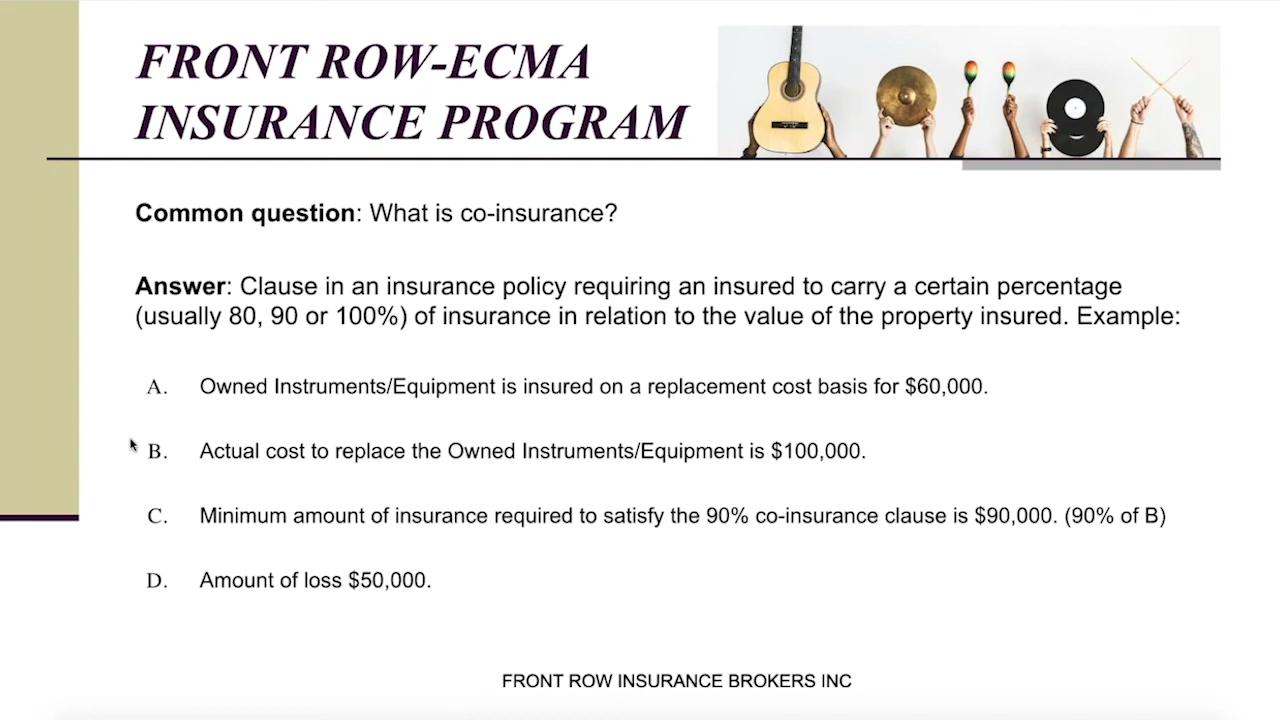 FRONT ROW-ECMA
INSURANCE PROGRAM
Common question: What is co-insurance?
Answer: Clause in an insurance policy requiring an insured to carry a certain percentage
(usually 80, 90 or 100%) of insurance in relation to the value of the property insured. Example:
A. Owned Instruments/Equipment is insured on a replacement cost basis for $60,000.
B. Actual cost to replace the Owned Instruments/Equipment is $100,000.
C. Minimum amount of insurance required to satisfy the 90% co-insurance clause is $90,000. (90% of B)
D. Amount of loss $50,000.
FRONT ROW INSURANCE BROKERS INC